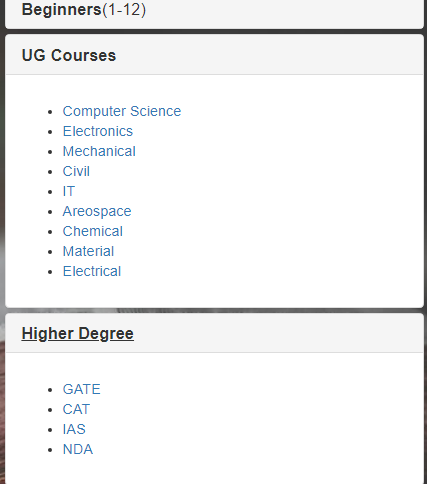 Beginners(1-12)
UG Courses
Computer Science
Electronics
Mechanical
Civil
IT
Areospace
Chemical
Material
Electrical
Higher Degree
GATE
CAT
IAS
NDA